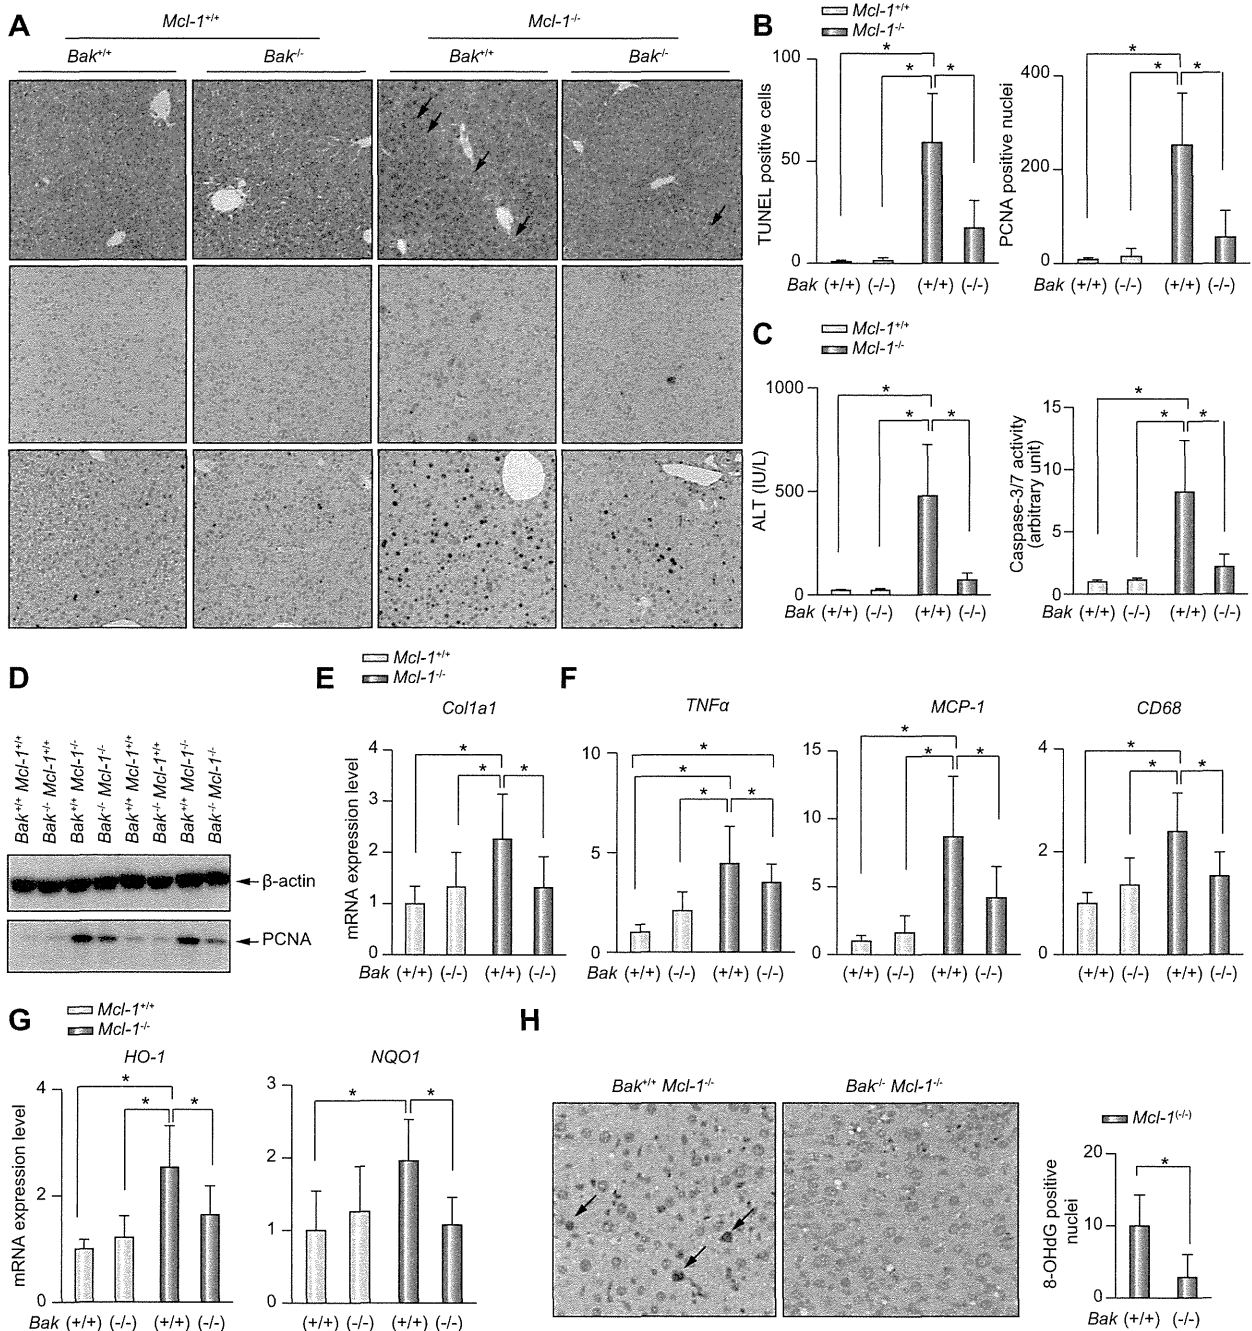 A
Mcl-1+/+ Mcl-1-/-
Bak+/+ Bak-/- Bak+/+ Bak-/-
B
Mcl-1+/+
Mcl-1-/-
TUNEL positive cells
100
50
0
* * *
Bak (+/+) (-/-) (+/+) (-/-)
PCNA positive nuclei
400
200
0
* * *
Bak (+/+) (-/-) (+/+) (-/-)
C
Mcl-1+/+
Mcl-1-/-
ALT (IU/L)
1000
500
0
* * *
Bak (+/+) (-/-) (+/+) (-/-)
Caspase-3/7 activity
(arbitrary unit)
15
10
5
0
* * *
Bak (+/+) (-/-) (+/+) (-/-)
D
Bak+/+ Mcl-1+/+
Bak-/- Mcl-1+/+
Bak+/+ Mcl-1-/-
Bak-/- Mcl-1-/-
Bak+/+ Mcl-1+/+
Bak-/- Mcl-1+/+
Bak+/+ Mcl-1-/-
Bak-/- Mcl-1-/-
β-actin
PCNA
E
Mcl-1+/+
Mcl-1-/-
Col1a1
mRNA expression level
4
3
2
1
0
* * *
Bak (+/+) (-/-) (+/+) (-/-)
F
TNFα
10
5
0
* * * *
Bak (+/+) (-/-) (+/+) (-/-)
MCP-1
15
10
5
0
* * *
(+/+) (-/-) (+/+) (-/-)
CD68
4
2
0
* * *
(+/+) (-/-) (+/+) (-/-)
G
Mcl-1+/+
Mcl-1-/-
HO-1
mRNA expression level
4
2
0
* * *
Bak (+/+) (-/-) (+/+) (-/-)
NQO1
3
2
1
0
* *
(+/+) (-/-) (+/+) (-/-)
H
Bak+/+ Mcl-1-/- Bak-/- Mcl-1-/-
Mcl-1(-/-)
8-OHdG positive
nuclei
20
10
0
*
Bak (+/+) (-/-)